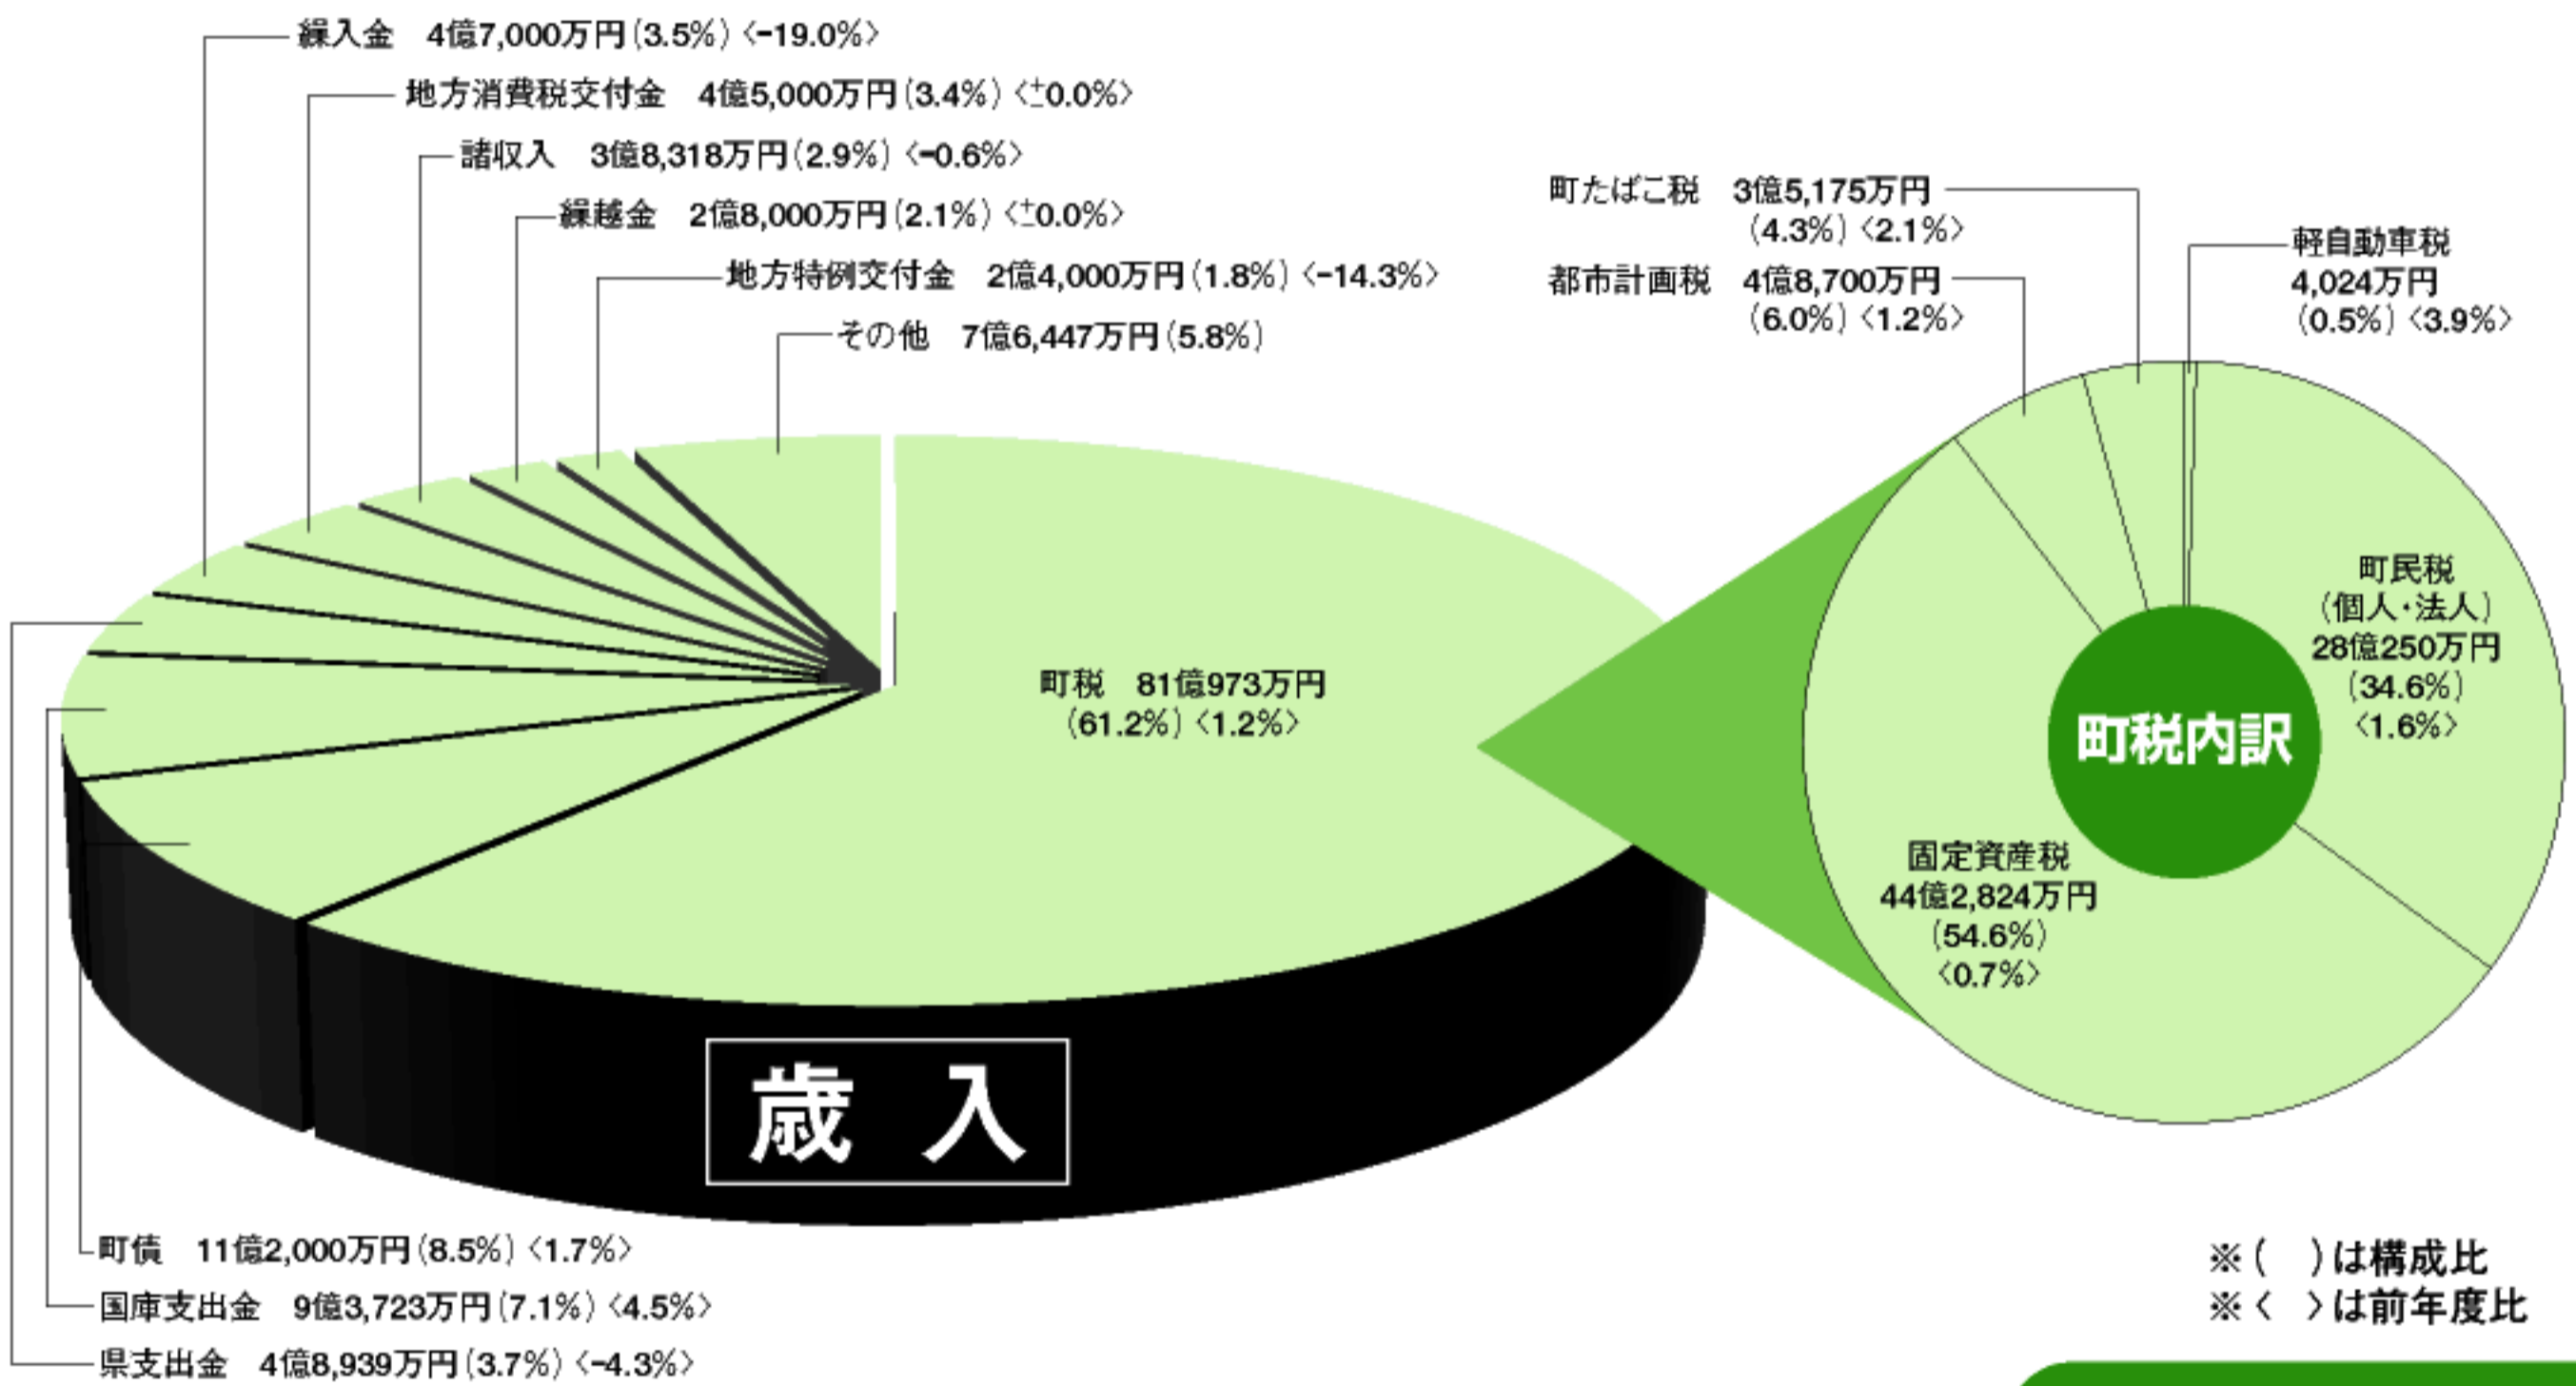 繰入金 4億7,000万円(3.5%)〈-19.0%〉
地方消費税交付金 4億5,000万円(3.4%)〈±0.0%〉
諸収入 3億8,318万円(2.9%)〈-0.6%〉
繰越金 2億8,000万円(2.1%)〈±0.0%〉
地方特例交付金 2億4,000万円(1.8%)〈-14.3%〉
その他 7億6,447万円(5.8%)
町税 81億973万円
(61.2%)〈1.2%〉
歳入
町債 11億2,000万円(8.5%)〈1.7%〉
国庫支出金 9億3,723万円(7.1%)〈4.5%〉
県支出金 4億8,939万円(3.7%)〈-4.3%〉
町たばこ税 3億5,175万円
(4.3%)〈2.1%〉
都市計画税 4億8,700万円
(6.0%)〈1.2%〉
軽自動車税
4,024万円
(0.5%)〈3.9%〉
町民税
(個人・法人)
28億250万円
(34.6%)
〈1.6%〉
町税内訳
固定資産税
44億2,824万円
(54.6%)
〈0.7%〉
※( )は構成比
※〈 〉は前年度比